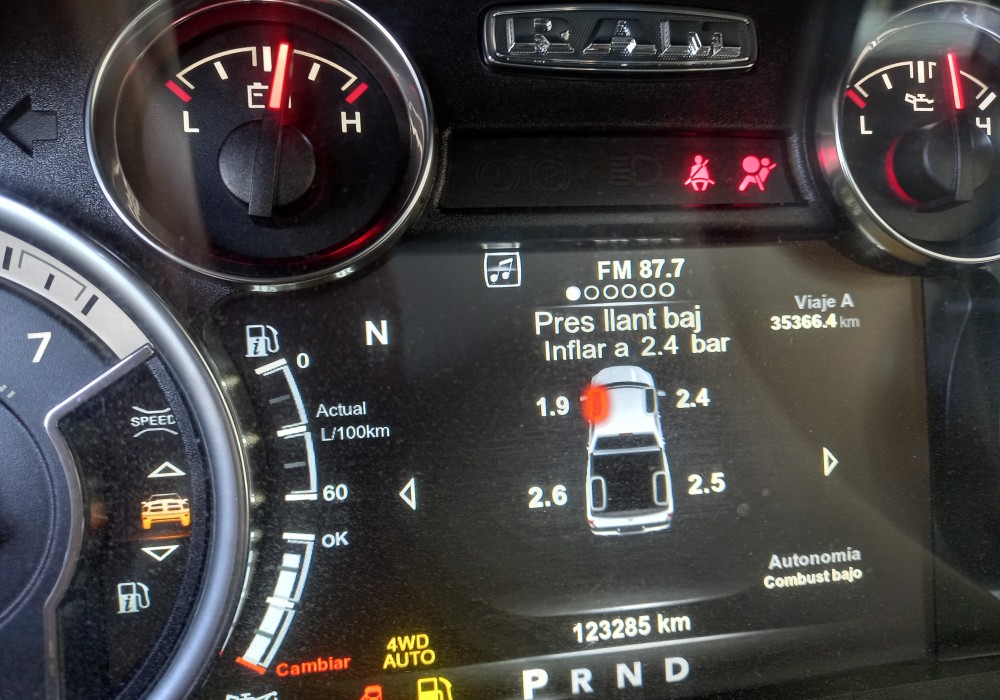 RAM
L
H
L
H
FM 87.7
N
Viaje A
35366.4 km
Pres llant baj
Inflar a 2.4 bar
7
0
Actual
L/100km
1.9
2.4
SPEED
60
2.6
2.5
OK
Autonomía
Combust bajo
123285 km
4WD
AUTO
Cambiar
P R N D